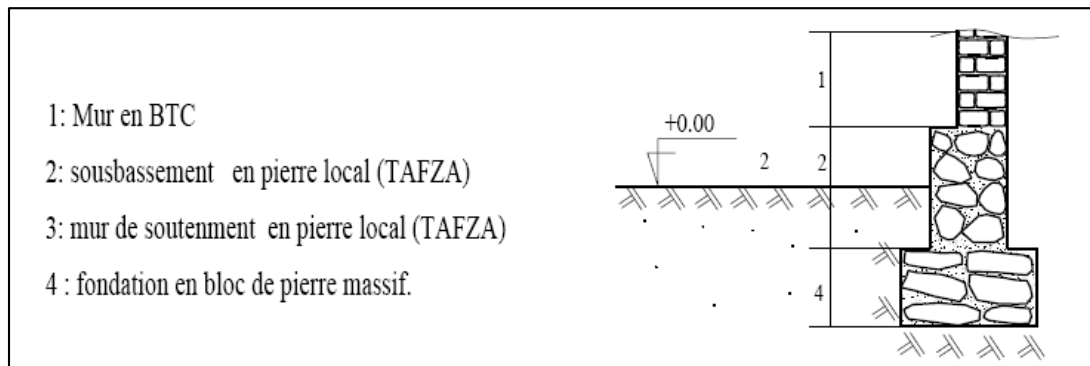 1: Mur en BTC
2: sousbassement en pierre local (TAFZA)
3: mur de soutenment en pierre local (TAFZA)
4 : fondation en bloc de pierre massif.
1
+0.00
2 2
4